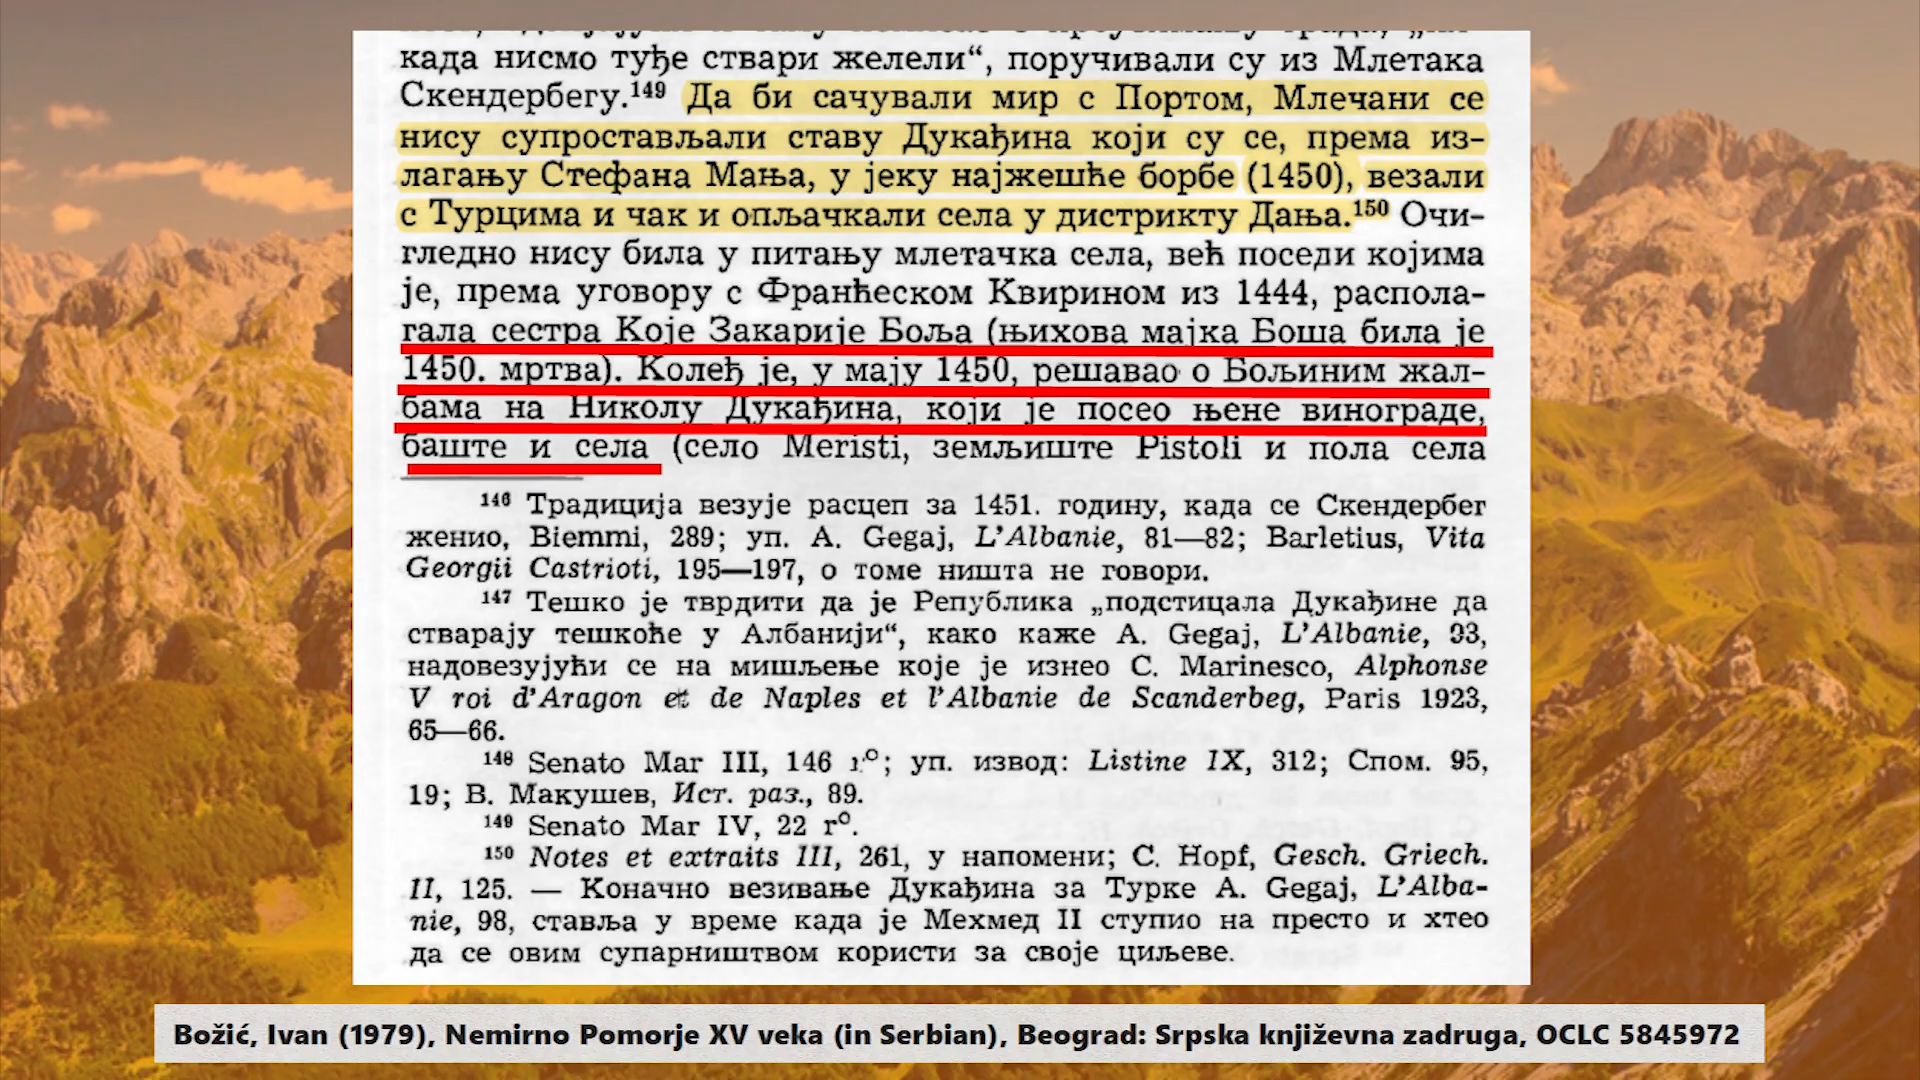 када нисмо туђе ствари желели“, поручивали су из Млетака
Скендербегу.¹⁴⁹ Да би сачували мир с Портом, Млечани се
нису супростављали ставу Дукађина који су се, према из-
лагању Стефана Мања, у јеку најжешће борбе (1450), везали
с Турцима и чак и опљачкали села у дистрикту Дања.¹⁵⁰ Очи-
гледно нису била у питању млетачка села, већ поседи којима
је, према уговору с Франћеском Квирином из 1444, распола-
гала сестра Које Закарије Боља (њихова мајка Боша била је
1450. мртва). Колеђ је, у мају 1450, решавао о Бољиним жал-
бама на Николу Дукађина, који је посео њене винограде,
баште и села (село Meristi, земљиште Pistoli и пола села
¹⁴⁶ Традиција везује расцеп за 1451. годину, када се Скендербег
женио, Biemmi, 289; уп. A. Gegaj, L’Albanie, 81—82; Barletius, Vita
Georgii Castrioti, 195—197, о томе ништа не говори.
¹⁴⁷ Тешко је тврдити да је Република „подстицала Дукађине да
стварају тешкоће у Албанији“, како каже A. Gegaj, L’Albanie, 93,
надовезујући се на мишљење које је изнео C. Marinesco, Alphonse
V roi d’Aragon et de Naples et l’Albanie de Scanderbeg, Paris 1923,
65—66.
¹⁴⁸ Senato Mar III, 146 r⁰; уп. извод: Listine IX, 312; Спом. 95,
19; В. Макушев, Ист. раз., 89.
¹⁴⁹ Senato Mar IV, 22 r⁰.
¹⁵⁰ Notes et extraits III, 261, у напомени; C. Hopf, Gesch. Griech.
II, 125. — Коначно везивање Дукађина за Турке A. Gegaj, L’Alba-
nie, 98, ставља у време када је Мехмед II ступио на престо и хтео
да се овим супарништвом користи за своје циљеве.
Božić, Ivan (1979), Nemirno Pomorje XV veka (in Serbian), Beograd: Srpska književna zadruga, OCLC 5845972